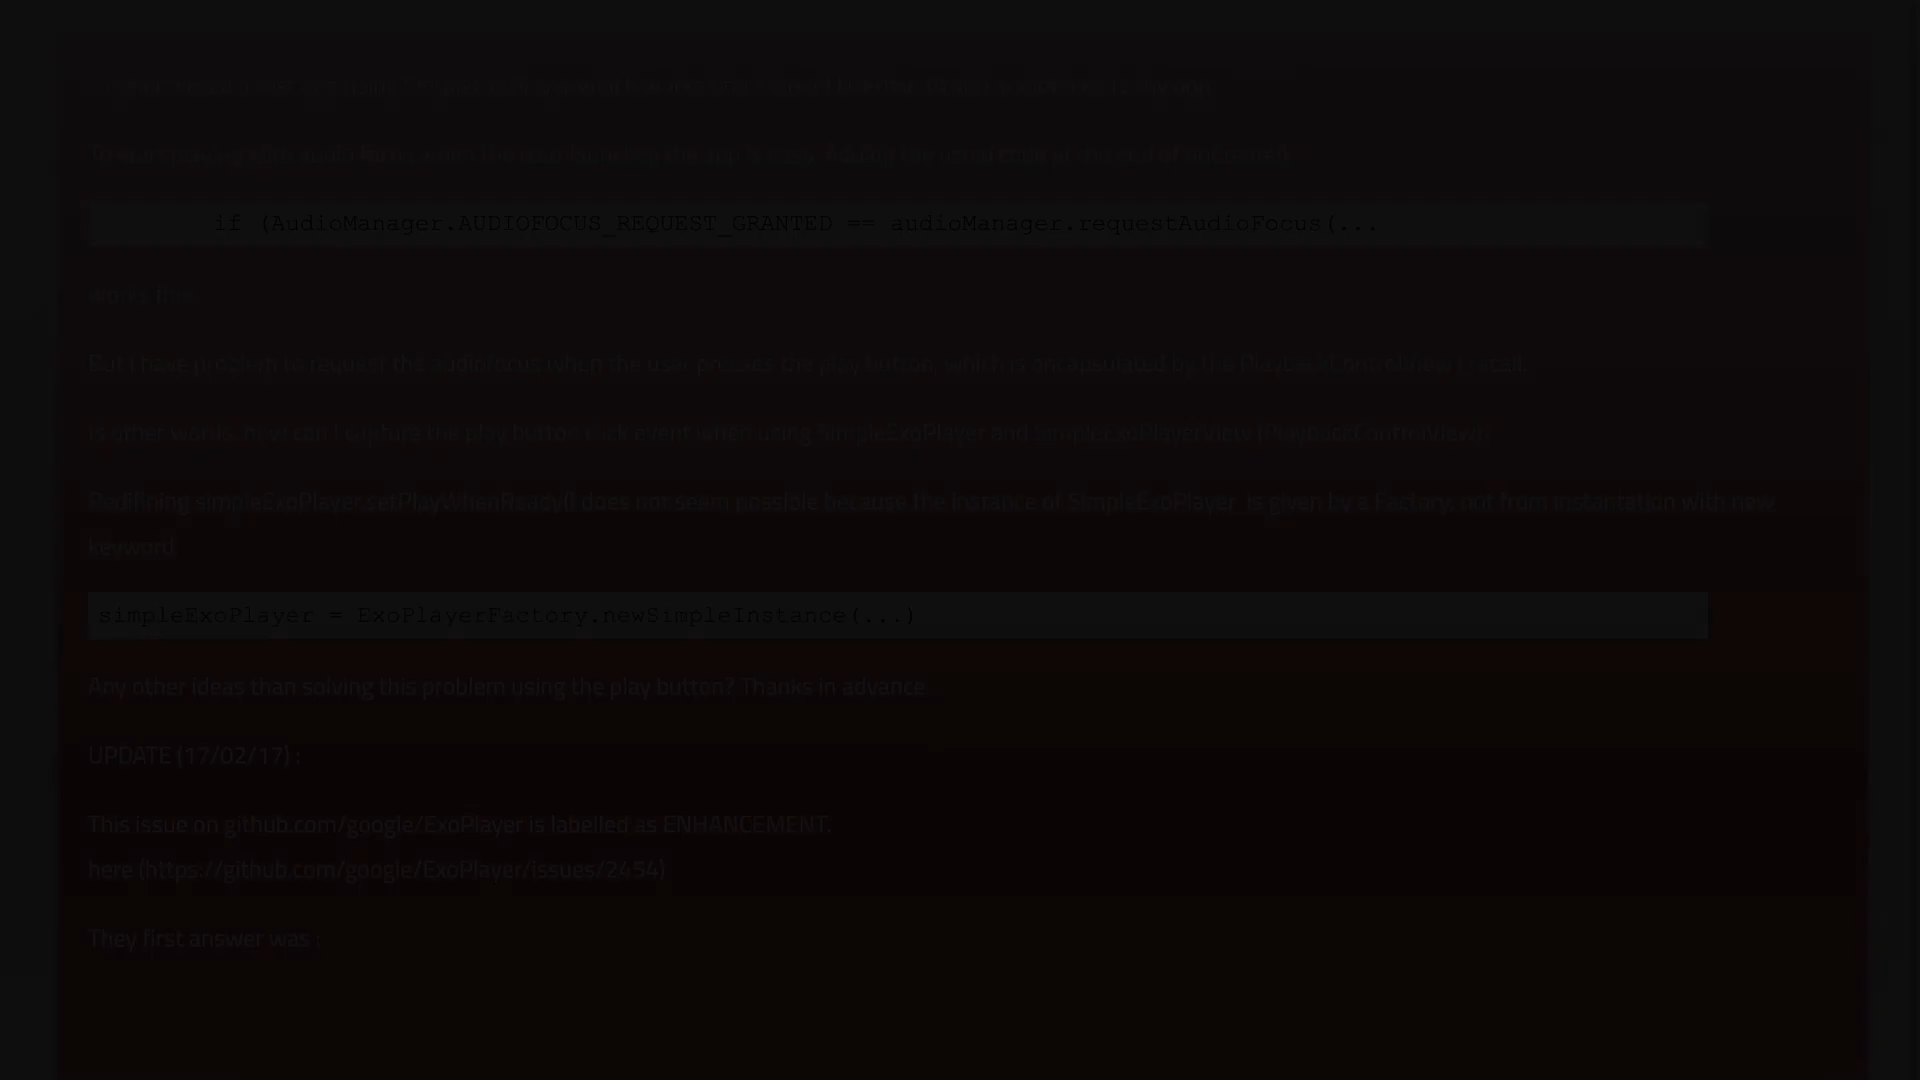 if (AudioManager.AUDIOFOCUS_REQUEST_GRANTED == audioManager.requestAudioFocus(...
works fine.
But I have problem to request the audiofocus when the user presses the play button, which is encapsulated by the PlaybackControlView I recall.
Is other words, how can I capture the play button click event when using SimpleExoPlayer and SimpleExoPlayerView (PlaybackControlView)?
Redifining simpleExoPlayer.setPlayWhenReady() does not seem possible because the instance of SimpleExoPlayer is given by a Factory, not from instantation with new
keyword
simpleExoPlayer = ExoPlayerFactory.newSimpleInstance(...)
Any other ideas than solving this problem using the play button? Thanks in advance.
UPDATE (17/02/17) :
This issue on github.com/google/ExoPlayer is labelled as ENHANCEMENT.
here (https://github.com/google/ExoPlayer/issues/2454)
They first answer was :